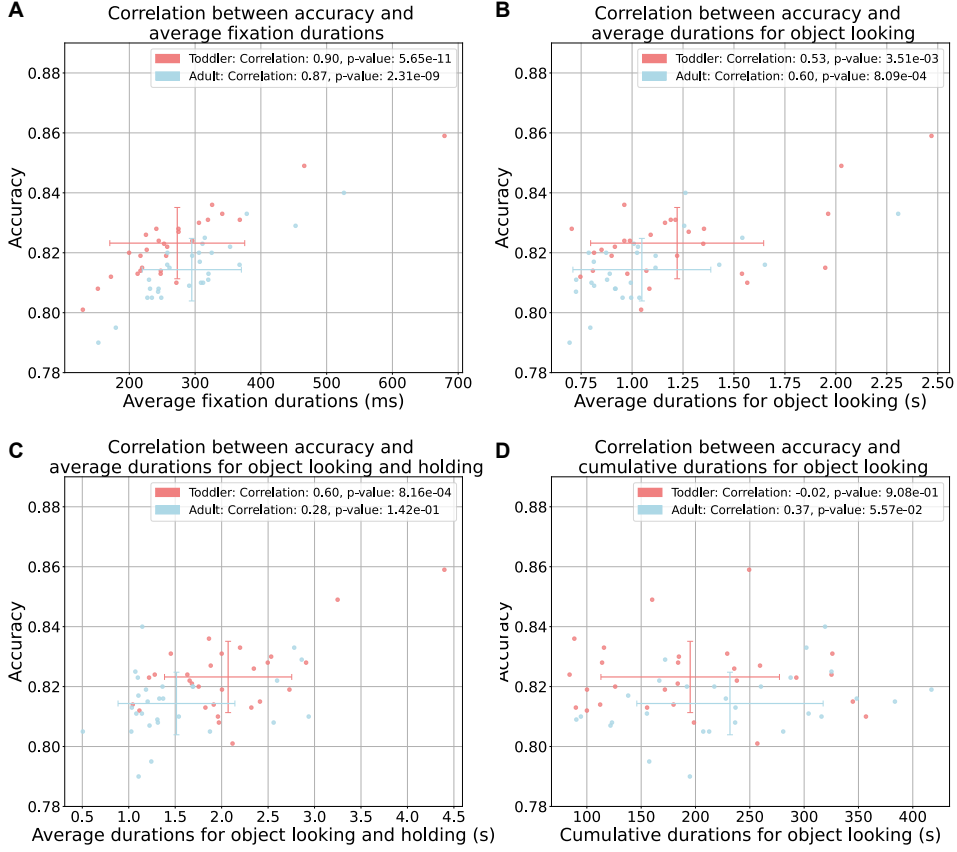 A
Correlation between accuracy and
average fixation durations
Toddler: Correlation: 0.90, p-value: 5.65e-11
Adult: Correlation: 0.87, p-value: 2.31e-09
0.88
0.86
0.84
0.82
0.80
0.78
Accuracy
200 300 400 500 600 700
Average fixation durations (ms)
B
Correlation between accuracy and
average durations for object looking
Toddler: Correlation: 0.53, p-value: 3.51e-03
Adult: Correlation: 0.60, p-value: 8.09e-04
0.88
0.86
0.84
0.82
0.80
0.78
Accuracy
0.75 1.00 1.25 1.50 1.75 2.00 2.25 2.50
Average durations for object looking (s)
C
Correlation between accuracy and
average durations for object looking and holding
Toddler: Correlation: 0.60, p-value: 8.16e-04
Adult: Correlation: 0.28, p-value: 1.42e-01
0.88
0.86
0.84
0.82
0.80
0.78
Accuracy
0.5 1.0 1.5 2.0 2.5 3.0 3.5 4.0 4.5
Average durations for object looking and holding (s)
D
Correlation between accuracy and
cumulative durations for object looking
Toddler: Correlation: -0.02, p-value: 9.08e-01
Adult: Correlation: 0.37, p-value: 5.57e-02
0.88
0.86
0.84
0.82
0.80
0.78
Accuracy
100 150 200 250 300 350 400
Cumulative durations for object looking (s)